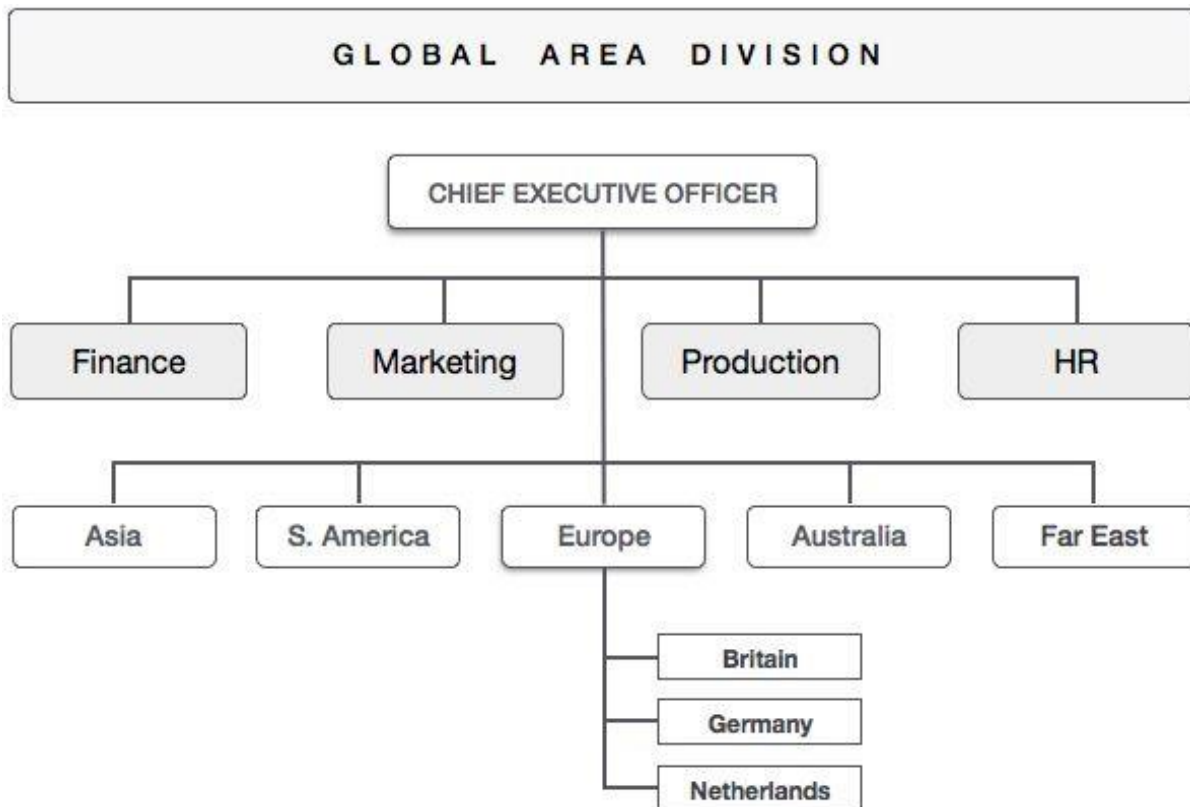 GLOBAL AREA DIVISION
CHIEF EXECUTIVE OFFICER
Finance
Marketing
Production
HR
Asia
S. America
Europe
Australia
Far East
Britain
Germany
Netherlands